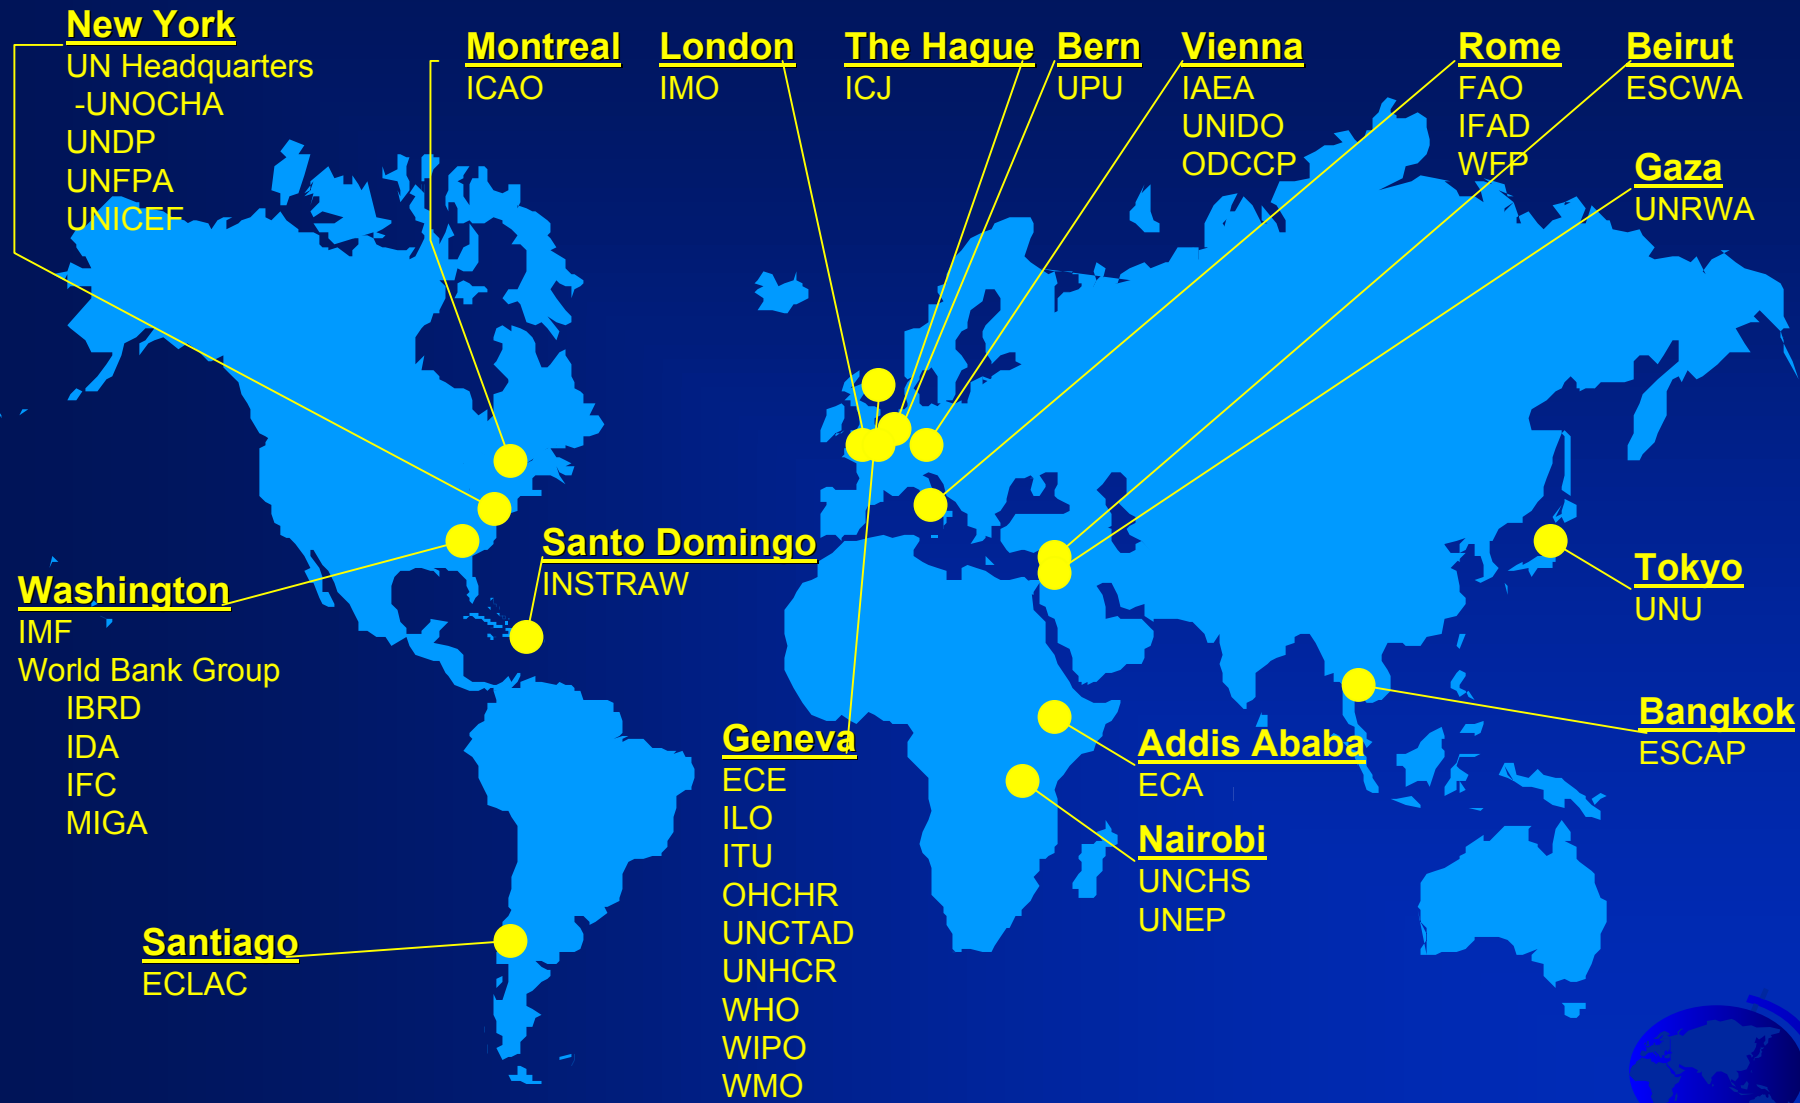 New York
UN Headquarters
-UNOCHA
UNDP
UNFPA
UNICEF
Montreal
ICAO
London
IMO
The Hague
ICJ
Bern
UPU
Vienna
IAEA
UNIDO
ODCCP
Rome
FAO
IFAD
WFP
Beirut
ESCWA
Gaza
UNRWA
Santo Domingo
INSTRAW
Washington
IMF
World Bank Group
IBRD
IDA
IFC
MIGA
Tokyo
UNU
Bangkok
ESCAP
Geneva
ECE
ILO
ITU
OHCHR
UNCTAD
UNHCR
WHO
WIPO
WMO
Addis Ababa
ECA
Nairobi
UNCHS
UNEP
Santiago
ECLAC